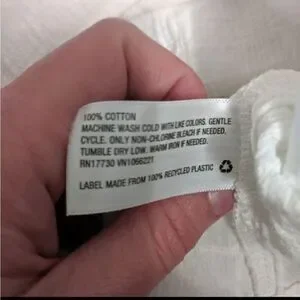 100% COTTON
MACHINE WASH COLD WITH LIKE COLORS. GENTLE
CYCLE. ONLY NON-CHLORINE BLEACH IF NEEDED.
TUMBLE DRY LOW. WARM IRON IF NEEDED.
RN17730 VN1066221
LABEL MADE FROM 100% RECYCLED PLASTIC